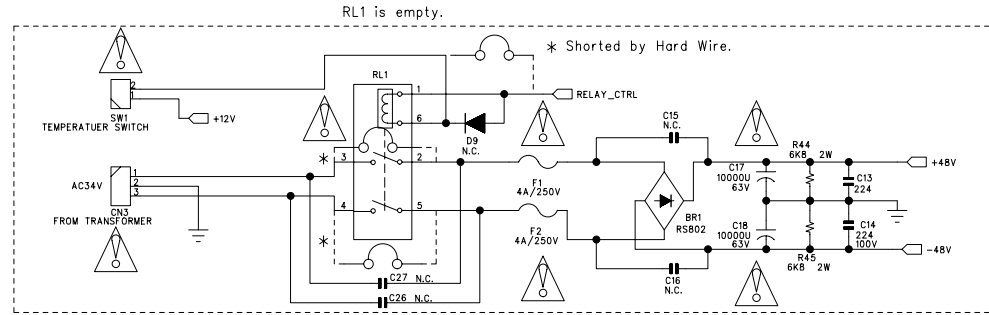 RL1 is empty.
* Shorted by Hard Wire.
RL1
2
1
SW1
TEMPERATUER SWITCH
+12V
1
6
RELAY_CTRL
D9
N.C.
C15
N.C.
*
3
2
AC34V
1
2
3
CN3
FROM TRANSFORMER
4
5
*
F1
4A/250V
F2
4A/250V
BR1
RS802
C17
10000U
63V
R44
6K8 2W
C13
224
+48V
C18
10000U
63V
R45
6K8 2W
C14
224
100V
-48V
C16
N.C.
C27 N.C.
C26 N.C.